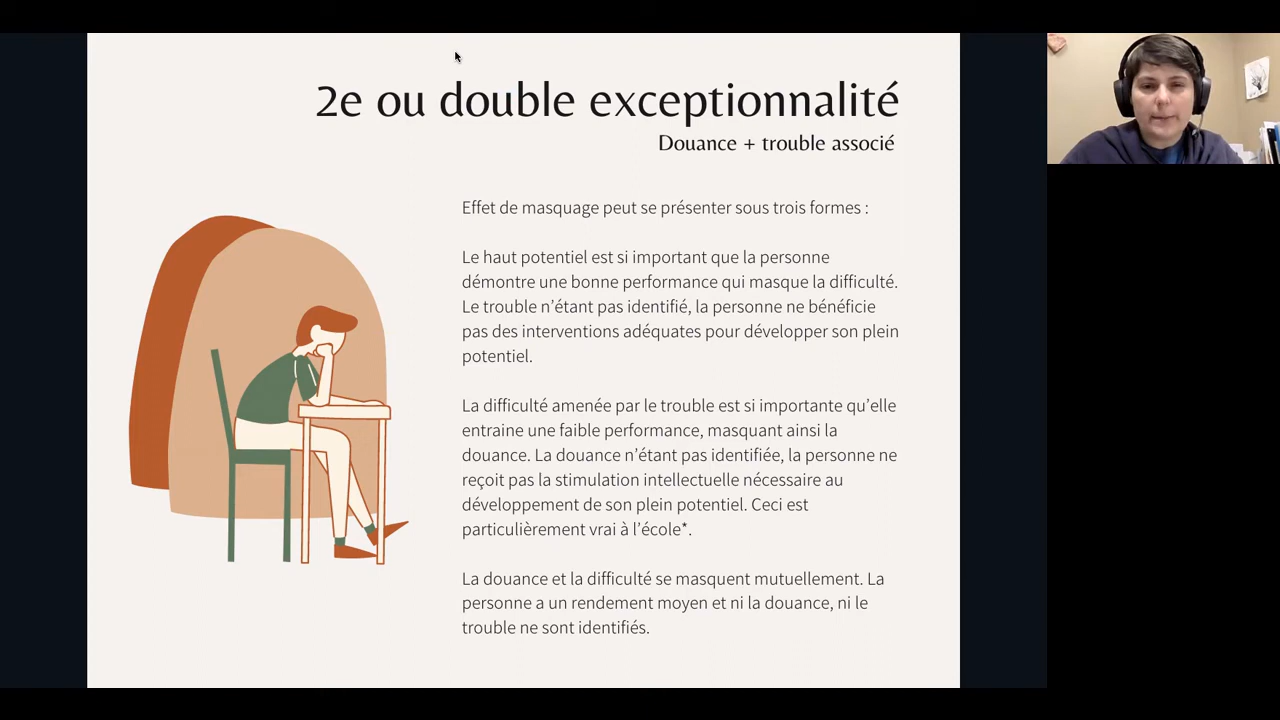 2e ou double exceptionnalité
Douance + trouble associé
Effet de masquage peut se présenter sous trois formes :
Le haut potentiel est si important que la personne
démontre une bonne performance qui masque la difficulté.
Le trouble n’étant pas identifié, la personne ne bénéficie
pas des interventions adéquates pour développer son plein
potentiel.
La difficulté amenée par le trouble est si importante qu’elle
entraine une faible performance, masquant ainsi la
douance. La douance n’étant pas identifiée, la personne ne
reçoit pas la stimulation intellectuelle nécessaire au
développement de son plein potentiel. Ceci est
particulièrement vrai à l’école*.
La douance et la difficulté se masquent mutuellement. La
personne a un rendement moyen et ni la douance, ni le
trouble ne sont identifiés.